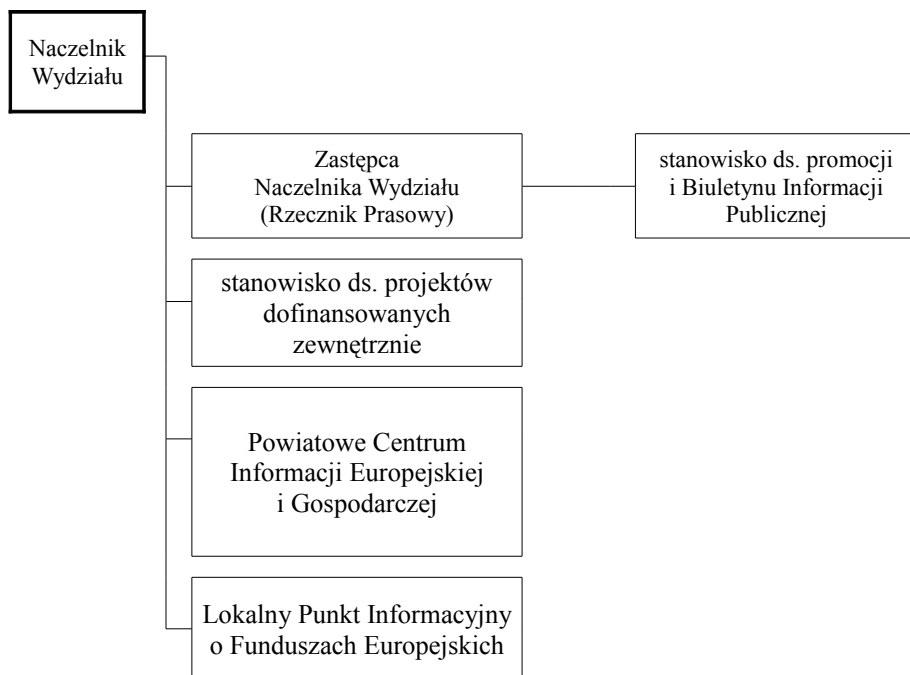 Naczelnik
Wydziału
Zastępca
Naczelnika Wydziału
(Rzecznik Prasowy)
stanowisko ds. promocji
i Biuletynu Informacji
Publicznej
stanowisko ds. projektów
dofinansowanych
zewnętrznie
Powiatowe Centrum
Informacji Europejskiej
i Gospodarczej
Lokalny Punkt Informacyjny
o Funduszach Europejskich